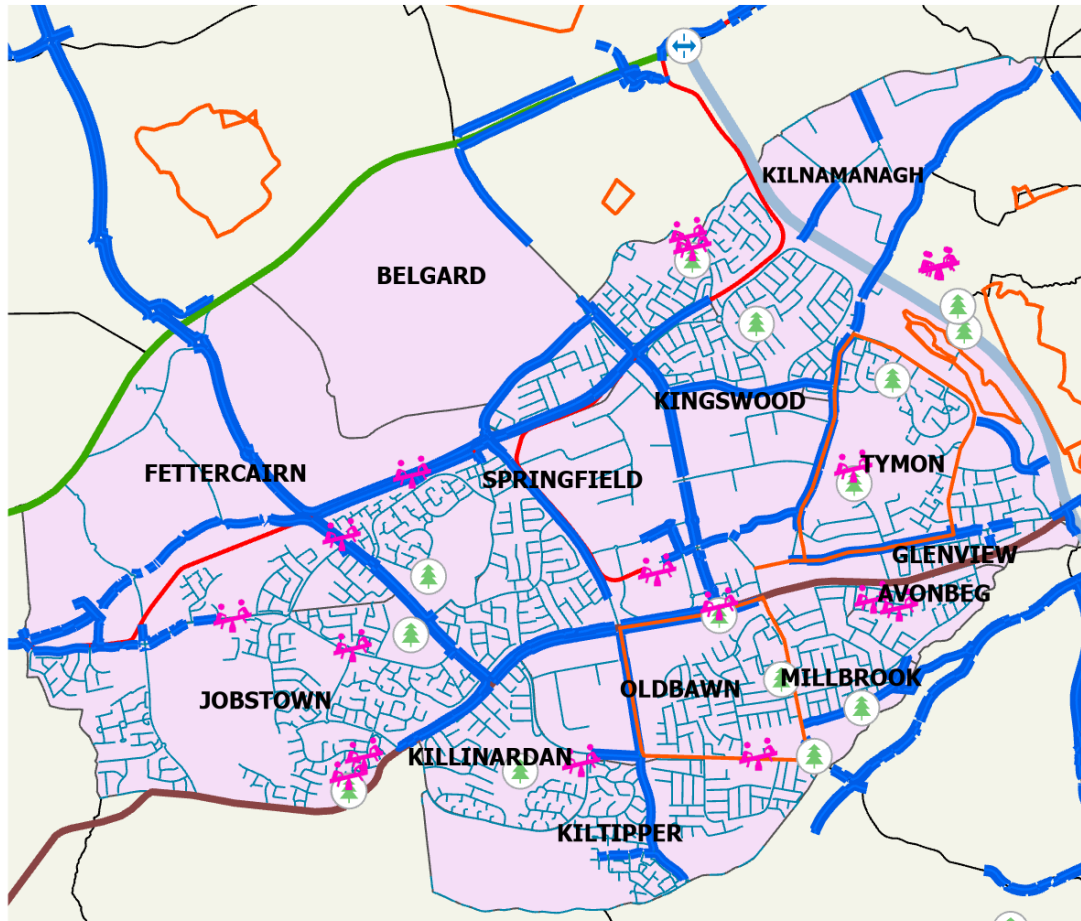 KILNAMANAGH
BELGARD
KINGSWOOD
FETTERCAIRN
SPRINGFIELD
TYMON
GLENVIEW
AVONBEG
JOBSTOWN
OLDBAWN
MILLBROOK
KILLINARDAN
KILTIPPER